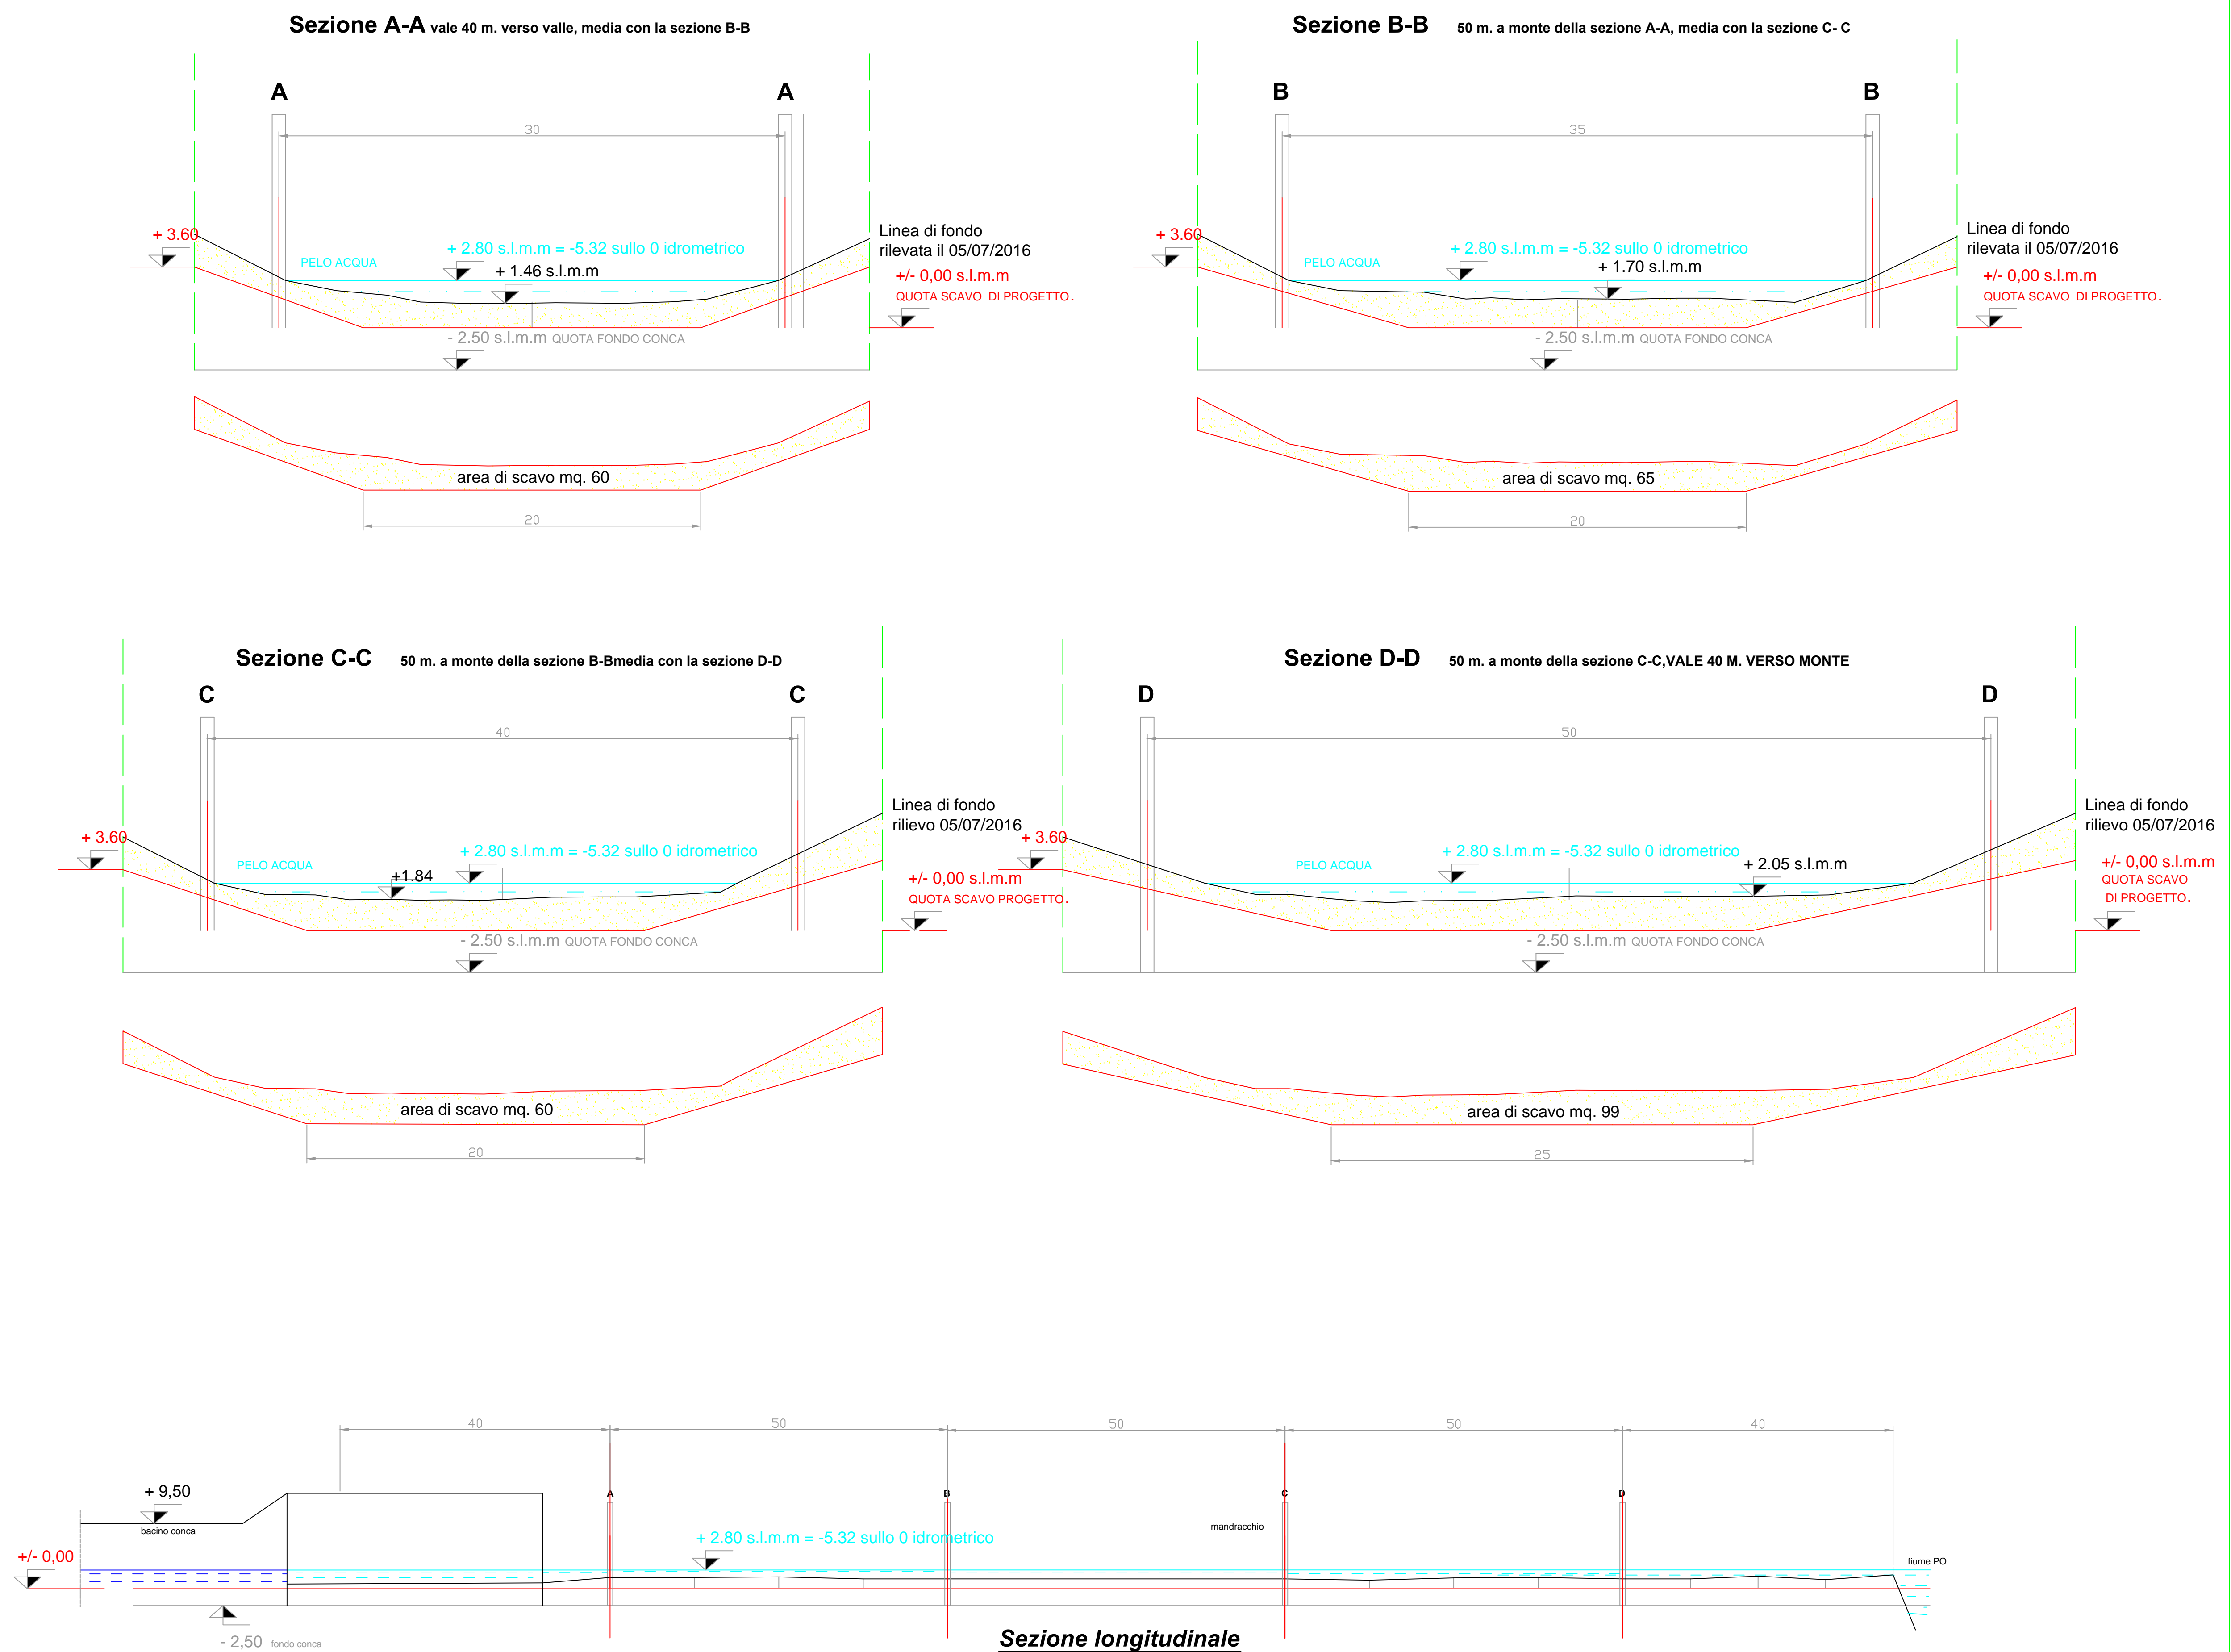 Sezione A-A vale 40 m. verso valle, media con la sezione B-B
A A
30
+ 3.60
PELO ACQUA
+ 2.80 s.l.m.m = -5.32 sullo 0 idrometrico
+ 1.46 s.l.m.m
Linea di fondo
rilevata il 05/07/2016
+/- 0,00 s.l.m.m
QUOTA SCAVO DI PROGETTO.
- 2.50 s.l.m.m QUOTA FONDO CONCA
area di scavo mq. 60
20
Sezione B-B 50 m. a monte della sezione A-A, media con la sezione C- C
B B
35
+ 3.60
PELO ACQUA
+ 2.80 s.l.m.m = -5.32 sullo 0 idrometrico
+ 1.70 s.l.m.m
Linea di fondo
rilevata il 05/07/2016
+/- 0,00 s.l.m.m
QUOTA SCAVO DI PROGETTO.
- 2.50 s.l.m.m QUOTA FONDO CONCA
area di scavo mq. 65
20
Sezione C-C 50 m. a monte della sezione B-Bmedia con la sezione D-D
C C
40
+ 3.60
PELO ACQUA
+ 2.80 s.l.m.m = -5.32 sullo 0 idrometrico
+1.84
Linea di fondo
rilievo 05/07/2016
+/- 0,00 s.l.m.m
QUOTA SCAVO PROGETTO.
- 2.50 s.l.m.m QUOTA FONDO CONCA
area di scavo mq. 60
20
Sezione D-D 50 m. a monte della sezione C-C,VALE 40 M. VERSO MONTE
D D
50
+ 3.60
PELO ACQUA
+ 2.80 s.l.m.m = -5.32 sullo 0 idrometrico
+ 2.05 s.l.m.m
Linea di fondo
rilievo 05/07/2016
+/- 0,00 s.l.m.m
QUOTA SCAVO
DI PROGETTO.
- 2.50 s.l.m.m QUOTA FONDO CONCA
area di scavo mq. 99
25
40 50 50 50 40
+ 9,50
bacino conca
A B C D
mandracchio
+ 2.80 s.l.m.m = -5.32 sullo 0 idrometrico
+/- 0,00
fiume PO
- 2,50 fondo conca
Sezione longitudinale